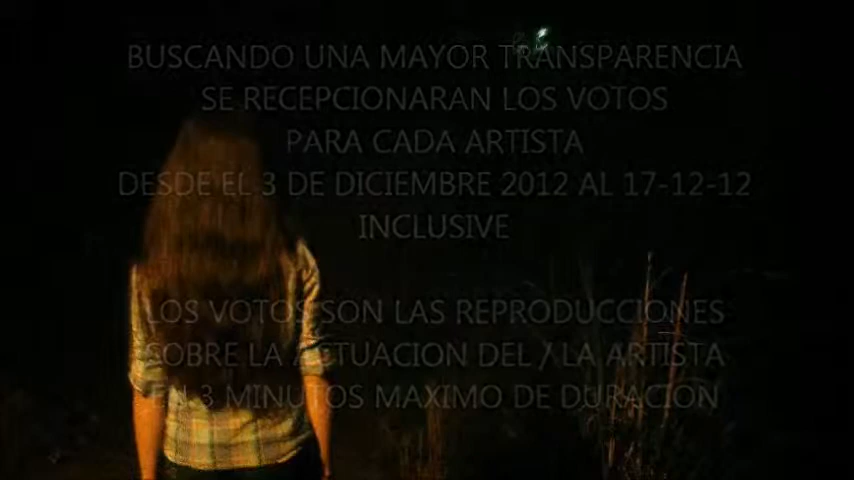 BUSCANDO UNA MAYOR TRANSPARENCIA
SE RECEPCIONARAN LOS VOTOS
PARA CADA ARTISTA
DESDE EL 3 DE DICIEMBRE 2012 AL 17-12-12
INCLUSIVE
LOS VOTOS SON LAS REPRODUCCIONES
SOBRE LA ACTUACION DEL / LA ARTISTA
EN 3 MINUTOS MAXIMO DE DURACION